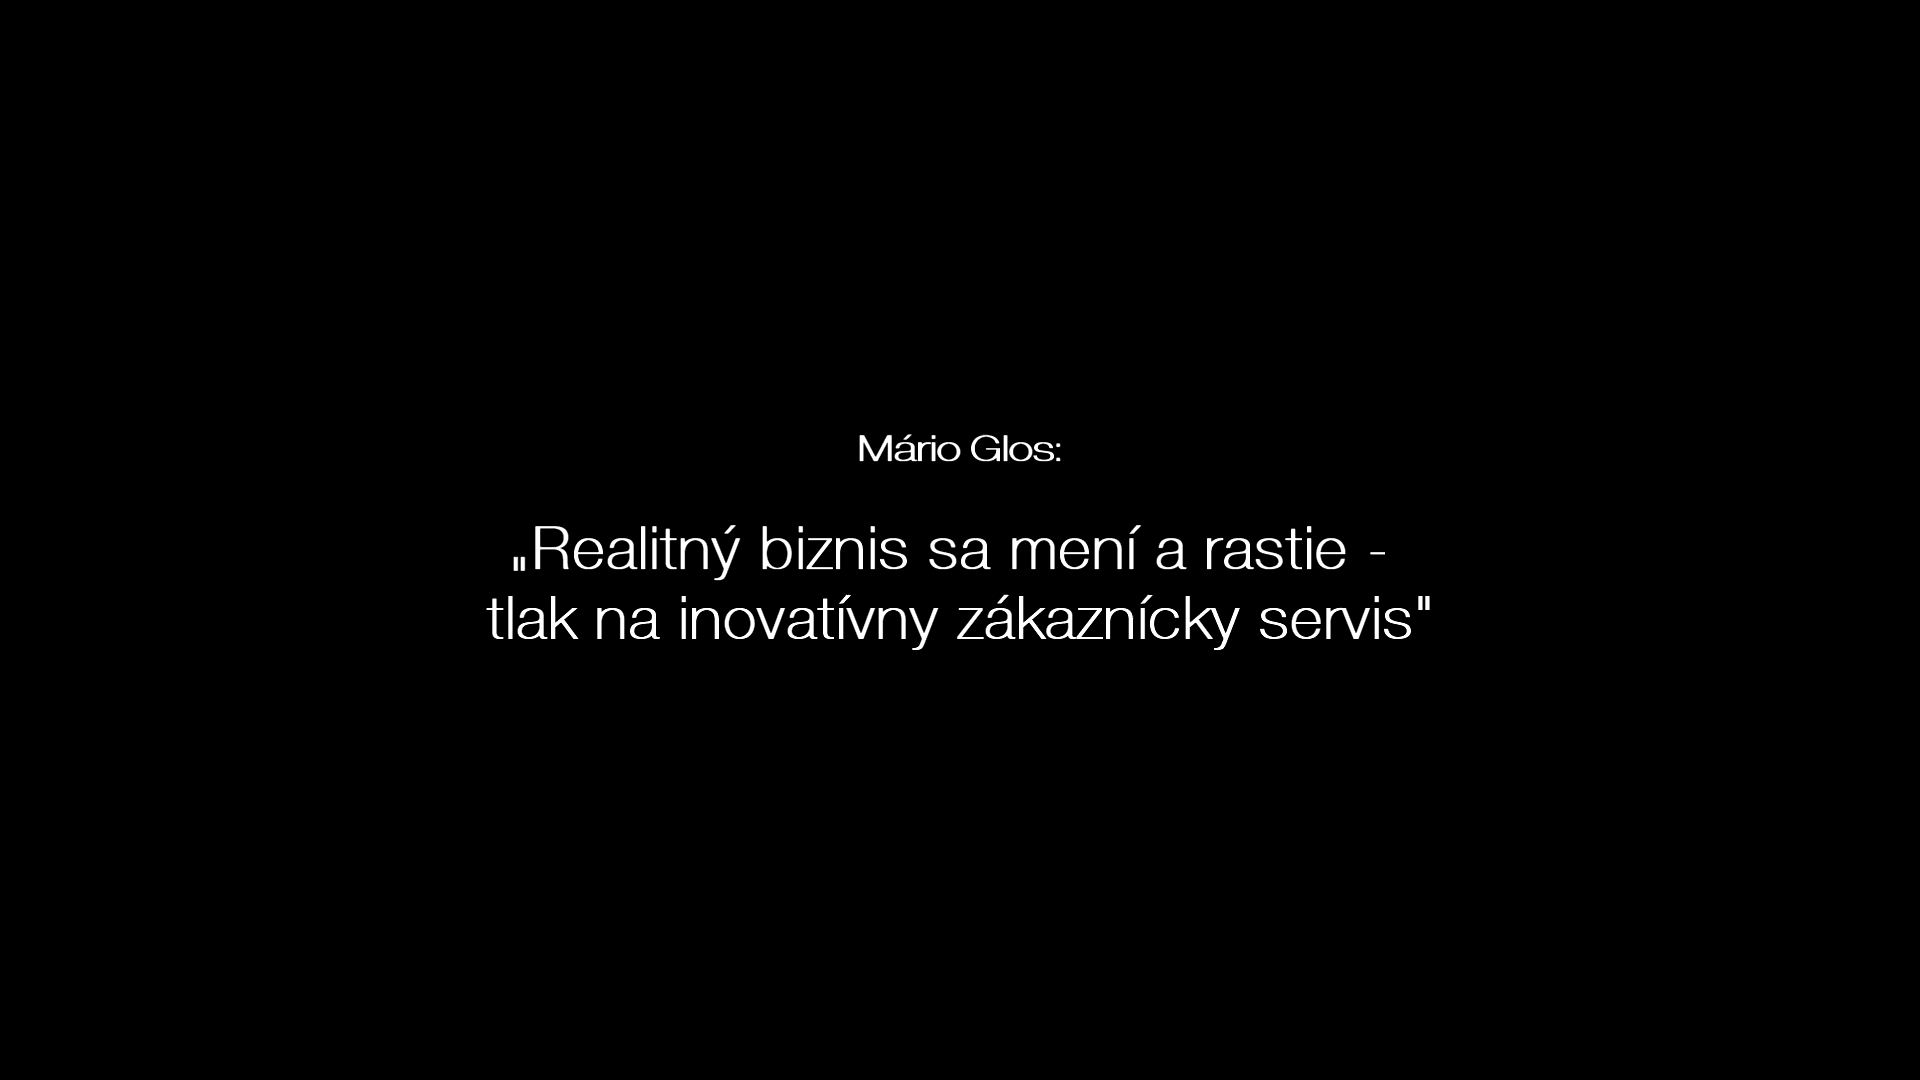 Mário Glos:
„Realitný biznis sa mení a rastie -
tlak na inovatívny zákaznícky servis"